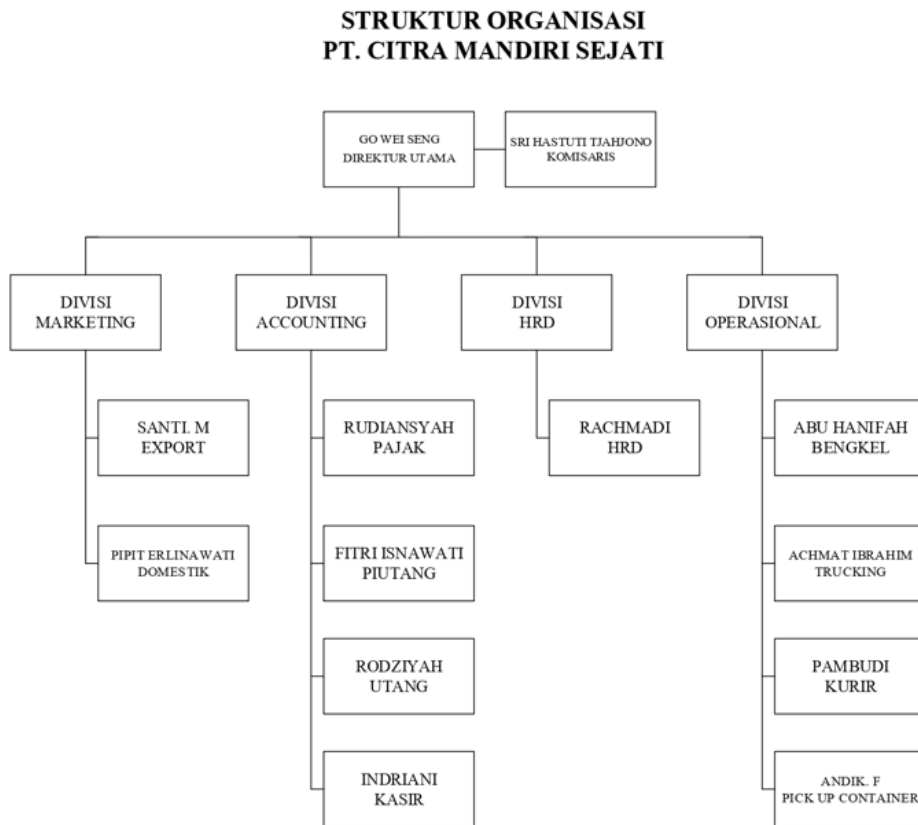 STRUKTUR ORGANISASI
PT. CITRA MANDIRI SEJATI
GO WEI SENG
DIREKTUR UTAMA
SRI HASTUTI TJAHJONO
KOMISARIS
DIVISI
MARKETING
DIVISI
ACCOUNTING
DIVISI
HRD
DIVISI
OPERASIONAL
SANTI. M
EXPORT
RUDIANSYAH
PAJAK
RACHMADI
HRD
ABU HANIFAH
BENGKEL
PIPIT ERLINAWATI
DOMESTIK
FITRI ISNAWATI
PIUTANG
ACHMAT IBRAHIM
TRUCKING
RODZIYAH
UTANG
PAMBUDI
KURIR
INDRIANI
KASIR
ANDIK. F
PICK UP CONTAINER